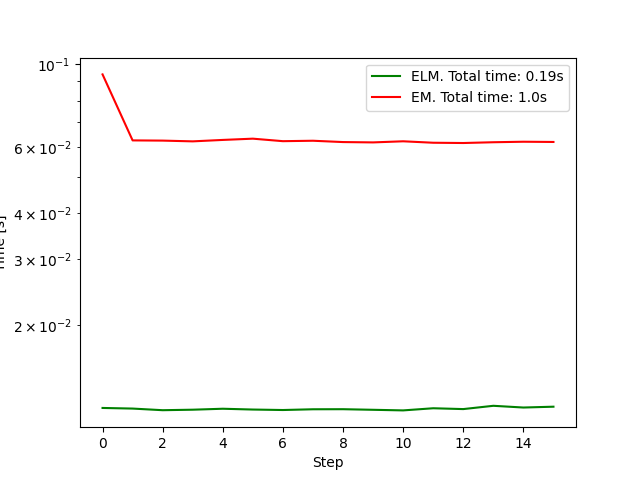 ELM. Total time: 0.19s
EM. Total time: 1.0s
10⁻¹
6 × 10⁻²
4 × 10⁻²
3 × 10⁻²
2 × 10⁻²
0 2 4 6 8 10 12 14
Step